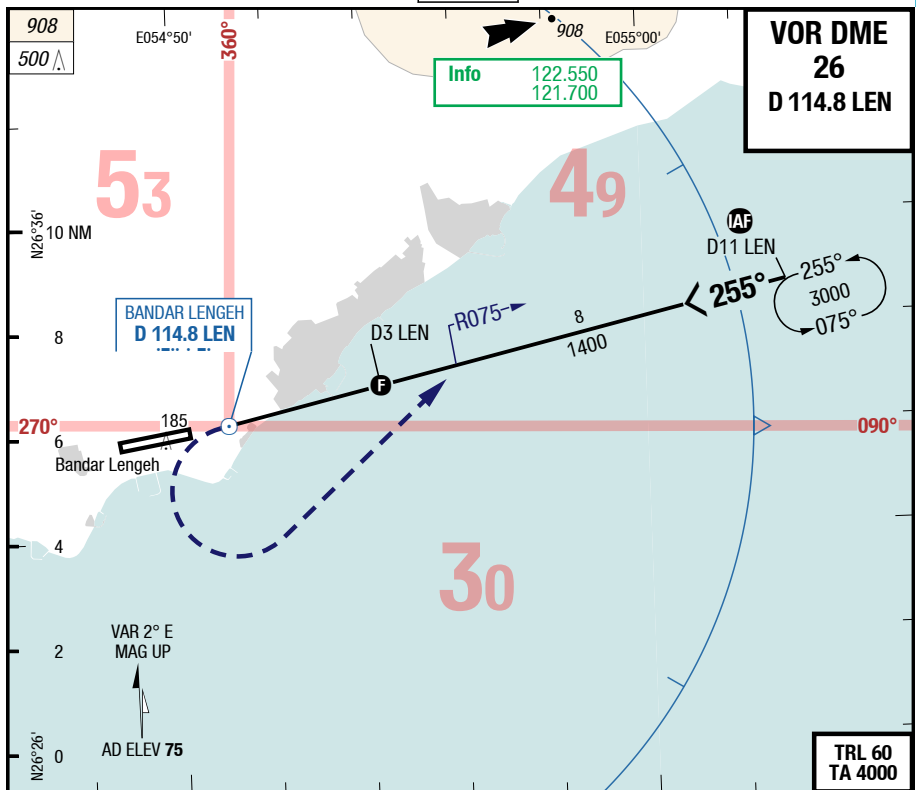 908
500
E054°50'
360°
908
E055°00'
VOR DME
26
D 114.8 LEN
Info 122.550
121.700
53
49
N26°36'
10 NM
IAF
D11 LEN
255°
255°
3000
075°
BANDAR LENGEH
D 114.8 LEN
D3 LEN
R075
8
1400
8
F
185
270°
090°
6
Bandar Lengeh
4
30
VAR 2° E
MAG UP
2
AD ELEV 75
N26°26'
0
TRL 60
TA 4000